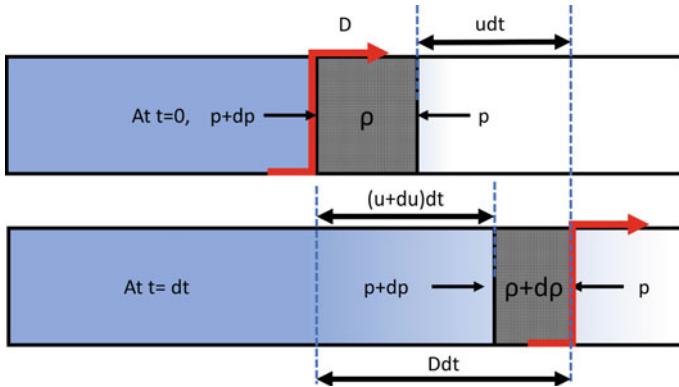 D
udt
At t=0, p+dp
ρ
p
(u+du)dt
At t= dt
p+dp
ρ+dρ
p
Ddt